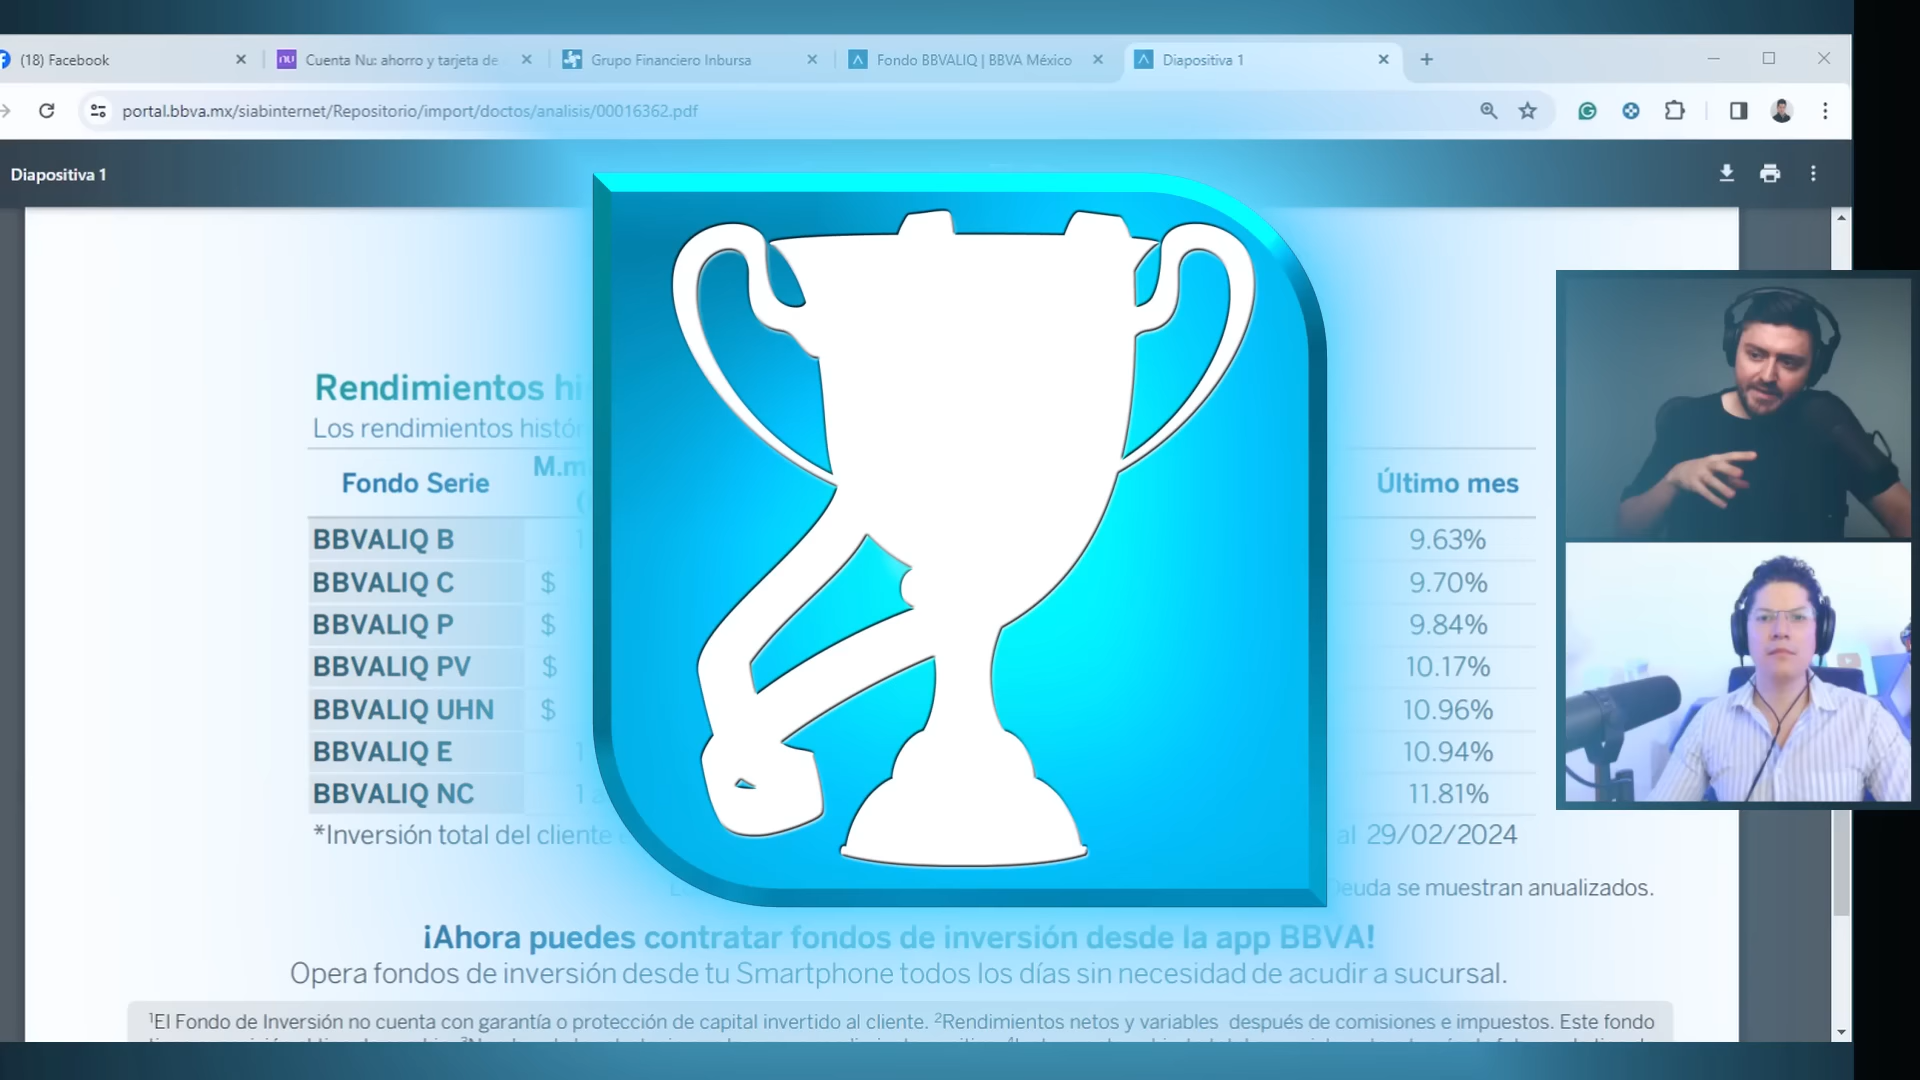 (18) Facebook
Cuenta Nu: ahorro y tarjeta de
Grupo Financiero Inbursa
Fondo BBVALIQ | BBVA México
Diapositiva 1
portal.bbva.mx/siabinternet/Repositorio/import/doctos/analisis/00016362.pdf
Diapositiva 1
Rendimientos
Los rendimientos
Fondo Serie
Último mes
BBVALIQ B 9.63%
BBVALIQ C $ 9.70%
BBVALIQ P $ 9.84%
BBVALIQ PV $ 10.17%
BBVALIQ UHN $ 10.96%
BBVALIQ E 10.94%
BBVALIQ NC 11.81%
*Inversión total del cliente al 29/02/2024
Deuda se muestran anualizados.
¡Ahora puedes contratar fondos de inversión desde la app BBVA!
Opera fondos de inversión desde tu Smartphone todos los días sin necesidad de acudir a sucursal.
¹El Fondo de Inversión no cuenta con garantía o protección de capital invertido al cliente. ²Rendimientos netos y variables después de comisiones e impuestos. Este fondo